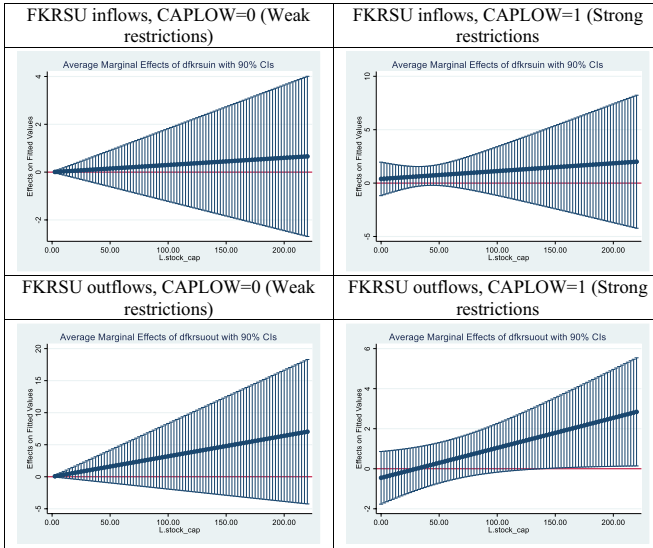 FKRSU inflows, CAPLOW=0 (Weak
restrictions)
FKRSU inflows, CAPLOW=1 (Strong
restrictions
Average Marginal Effects of dfkrsuin with 90% CIs
Effects on Fitted Values
4
2
0
-2
0.00 50.00 100.00 150.00 200.00
L.stock_cap
Average Marginal Effects of dfkrsuin with 90% CIs
Effects on Fitted Values
10
5
0
-5
0.00 50.00 100.00 150.00 200.00
L.stock_cap
FKRSU outflows, CAPLOW=0 (Weak
restrictions)
FKRSU outflows, CAPLOW=1 (Strong
restrictions
Average Marginal Effects of dfkrsuout with 90% CIs
Effects on Fitted Values
20
15
10
5
0
-5
0.00 50.00 100.00 150.00 200.00
L.stock_cap
Average Marginal Effects of dfkrsuout with 90% CIs
Effects on Fitted Values
6
4
2
0
-2
0.00 50.00 100.00 150.00 200.00
L.stock_cap